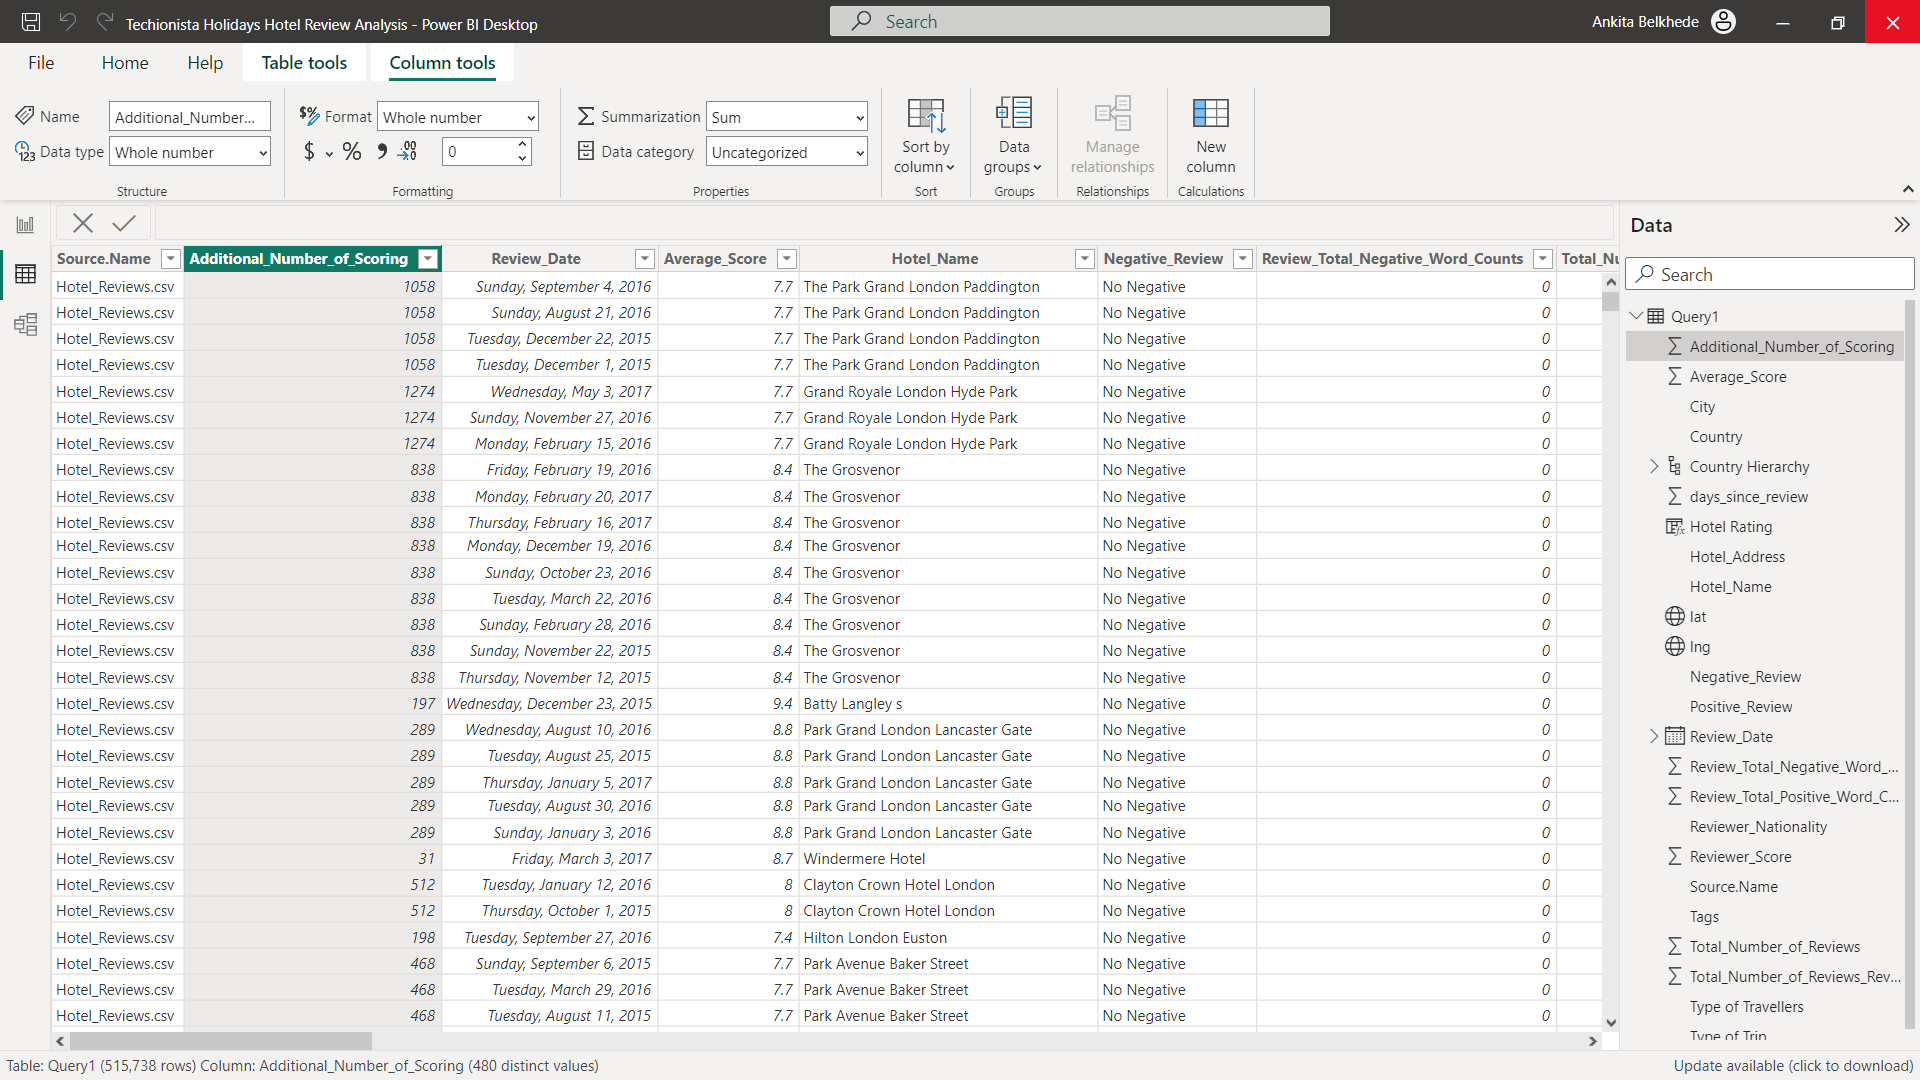 Techionista Holidays Hotel Review Analysis - Power BI Desktop
Search
Ankita Belkhede
File Home Help Table tools Column tools
Name Additional_Number... Format Whole number Summarization Sum
Data type Whole number $ % 9 .00 0 Data category Uncategorized
Sort by column
Data groups
Manage relationships
New column
Structure Formatting Properties Sort Groups Relationships Calculations
Source.Name Additional_Number_of_Scoring Review_Date Average_Score Hotel_Name Negative_Review Review_Total_Negative_Word_Counts Total_Nu
Hotel_Reviews.csv 1058 Sunday, September 4, 2016 7.7 The Park Grand London Paddington No Negative 0
Hotel_Reviews.csv 1058 Sunday, August 21, 2016 7.7 The Park Grand London Paddington No Negative 0
Hotel_Reviews.csv 1058 Tuesday, December 22, 2015 7.7 The Park Grand London Paddington No Negative 0
Hotel_Reviews.csv 1058 Tuesday, December 1, 2015 7.7 The Park Grand London Paddington No Negative 0
Hotel_Reviews.csv 1274 Wednesday, May 3, 2017 7.7 Grand Royale London Hyde Park No Negative 0
Hotel_Reviews.csv 1274 Sunday, November 27, 2016 7.7 Grand Royale London Hyde Park No Negative 0
Hotel_Reviews.csv 1274 Monday, February 15, 2016 7.7 Grand Royale London Hyde Park No Negative 0
Hotel_Reviews.csv 838 Friday, February 19, 2016 8.4 The Grosvenor No Negative 0
Hotel_Reviews.csv 838 Monday, February 20, 2017 8.4 The Grosvenor No Negative 0
Hotel_Reviews.csv 838 Thursday, February 16, 2017 8.4 The Grosvenor No Negative 0
Hotel_Reviews.csv 838 Monday, December 19, 2016 8.4 The Grosvenor No Negative 0
Hotel_Reviews.csv 838 Sunday, October 23, 2016 8.4 The Grosvenor No Negative 0
Hotel_Reviews.csv 838 Tuesday, March 22, 2016 8.4 The Grosvenor No Negative 0
Hotel_Reviews.csv 838 Sunday, February 28, 2016 8.4 The Grosvenor No Negative 0
Hotel_Reviews.csv 838 Sunday, November 22, 2015 8.4 The Grosvenor No Negative 0
Hotel_Reviews.csv 838 Thursday, November 12, 2015 8.4 The Grosvenor No Negative 0
Hotel_Reviews.csv 197 Wednesday, December 23, 2015 9.4 Batty Langley s No Negative 0
Hotel_Reviews.csv 289 Wednesday, August 10, 2016 8.8 Park Grand London Lancaster Gate No Negative 0
Hotel_Reviews.csv 289 Tuesday, August 25, 2015 8.8 Park Grand London Lancaster Gate No Negative 0
Hotel_Reviews.csv 289 Thursday, January 5, 2017 8.8 Park Grand London Lancaster Gate No Negative 0
Hotel_Reviews.csv 289 Tuesday, August 30, 2016 8.8 Park Grand London Lancaster Gate No Negative 0
Hotel_Reviews.csv 289 Sunday, January 3, 2016 8.8 Park Grand London Lancaster Gate No Negative 0
Hotel_Reviews.csv 31 Friday, March 3, 2017 8.7 Windermere Hotel No Negative 0
Hotel_Reviews.csv 512 Tuesday, January 12, 2016 8 Clayton Crown Hotel London No Negative 0
Hotel_Reviews.csv 512 Thursday, October 1, 2015 8 Clayton Crown Hotel London No Negative 0
Hotel_Reviews.csv 198 Tuesday, September 27, 2016 7.4 Hilton London Euston No Negative 0
Hotel_Reviews.csv 468 Sunday, September 6, 2015 7.7 Park Avenue Baker Street No Negative 0
Hotel_Reviews.csv 468 Tuesday, March 29, 2016 7.7 Park Avenue Baker Street No Negative 0
Hotel_Reviews.csv 468 Tuesday, August 11, 2015 7.7 Park Avenue Baker Street No Negative 0
Data
Search
Query1
Additional_Number_of_Scoring
Average_Score
City
Country
Country Hierarchy
days_since_review
Hotel Rating
Hotel_Address
Hotel_Name
lat
lng
Negative_Review
Positive_Review
Review_Date
Review_Total_Negative_Word_...
Review_Total_Positive_Word_C...
Reviewer_Nationality
Reviewer_Score
Source.Name
Tags
Total_Number_of_Reviews
Total_Number_of_Reviews_Rev...
Type of Travellers
Type of Trip
Table: Query1 (515,738 rows) Column: Additional_Number_of_Scoring (480 distinct values)
Update available (click to download)